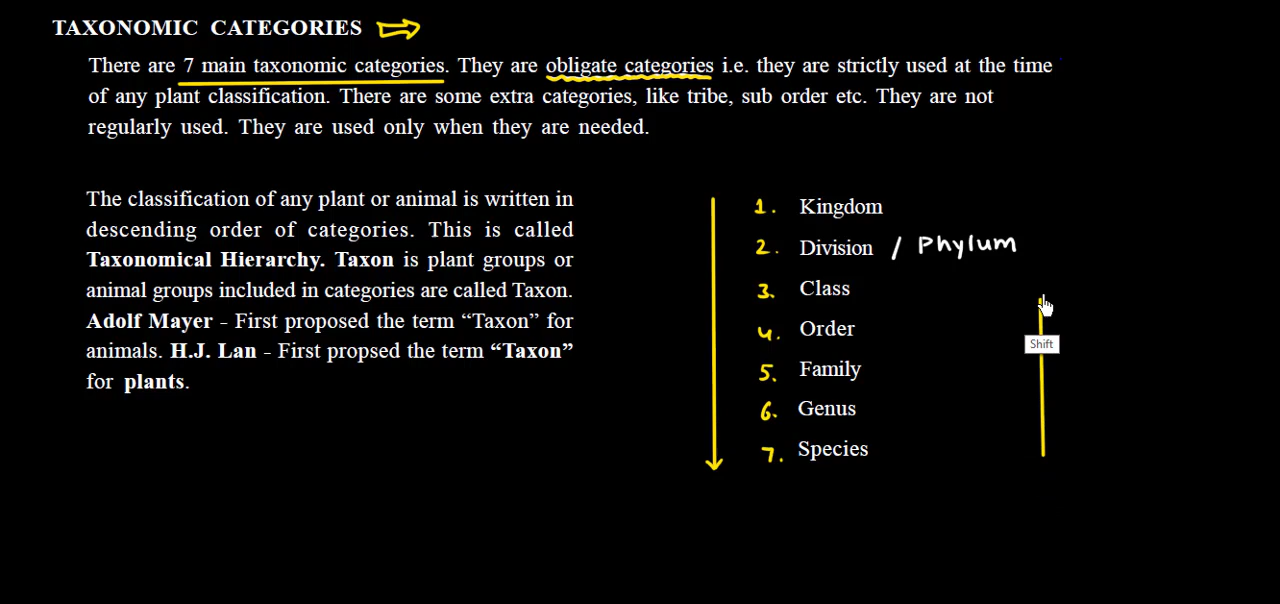 TAXONOMIC CATEGORIES
There are 7 main taxonomic categories. They are obligate categories i.e. they are strictly used at the time
of any plant classification. There are some extra categories, like tribe, sub order etc. They are not
regularly used. They are used only when they are needed.
The classification of any plant or animal is written in
descending order of categories. This is called
Taxonomical Hierarchy. Taxon is plant groups or
animal groups included in categories are called Taxon.
Adolf Mayer - First proposed the term “Taxon” for
animals. H.J. Lan - First propsed the term “Taxon”
for plants.
1. Kingdom
2. Division / Phylum
3. Class
4. Order
5. Family
6. Genus
7. Species
Shift